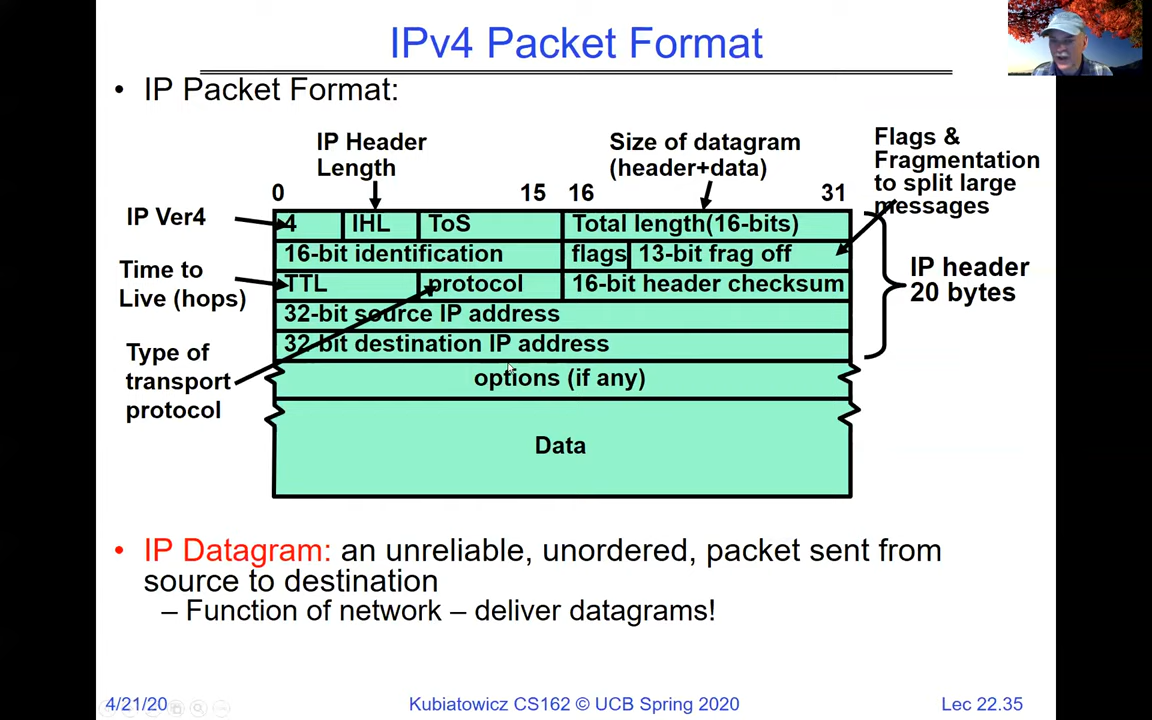 IPv4 Packet Format
• IP Packet Format:
IP Header
Length
Size of datagram
(header+data)
Flags &
Fragmentation
to split large
messages
0 15 16 31
IP Ver4
4 IHL ToS Total length(16-bits)
16-bit identification flags 13-bit frag off
Time to
Live (hops)
TTL protocol 16-bit header checksum
IP header
20 bytes
32-bit source IP address
32-bit destination IP address
Type of
transport
protocol
options (if any)
Data
• IP Datagram: an unreliable, unordered, packet sent from
source to destination
– Function of network – deliver datagrams!
4/21/20 Kubiatowicz CS162 © UCB Spring 2020 Lec 22.35